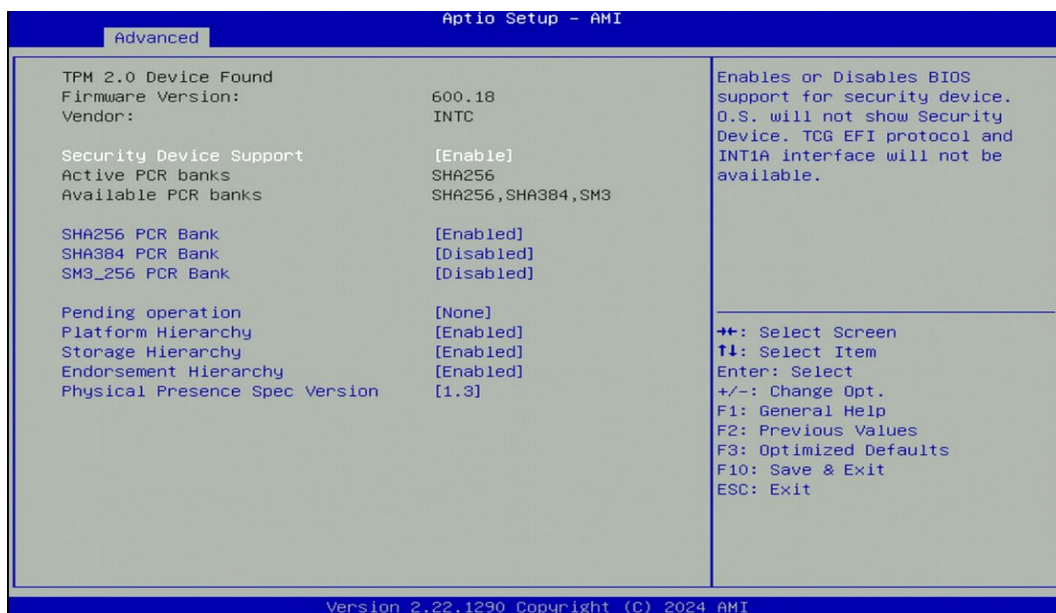 Aptio Setup - AMI
Advanced
TPM 2.0 Device Found
Firmware Version: 600.18
Vendor: INTC
Security Device Support [Enable]
Active PCR banks SHA256
Available PCR banks SHA256,SHA384,SM3
SHA256 PCR Bank [Enabled]
SHA384 PCR Bank [Disabled]
SM3_256 PCR Bank [Disabled]
Pending operation [None]
Platform Hierarchy [Enabled]
Storage Hierarchy [Enabled]
Endorsement Hierarchy [Enabled]
Physical Presence Spec Version [1.3]
Enables or Disables BIOS
support for security device.
O.S. will not show Security
Device. TCG EFI protocol and
INT1A interface will not be
available.
→←: Select Screen
↑↓: Select Item
Enter: Select
+/-: Change Opt.
F1: General Help
F2: Previous Values
F3: Optimized Defaults
F10: Save & Exit
ESC: Exit
Version 2.22.1290 Copyright (C) 2024 AMI